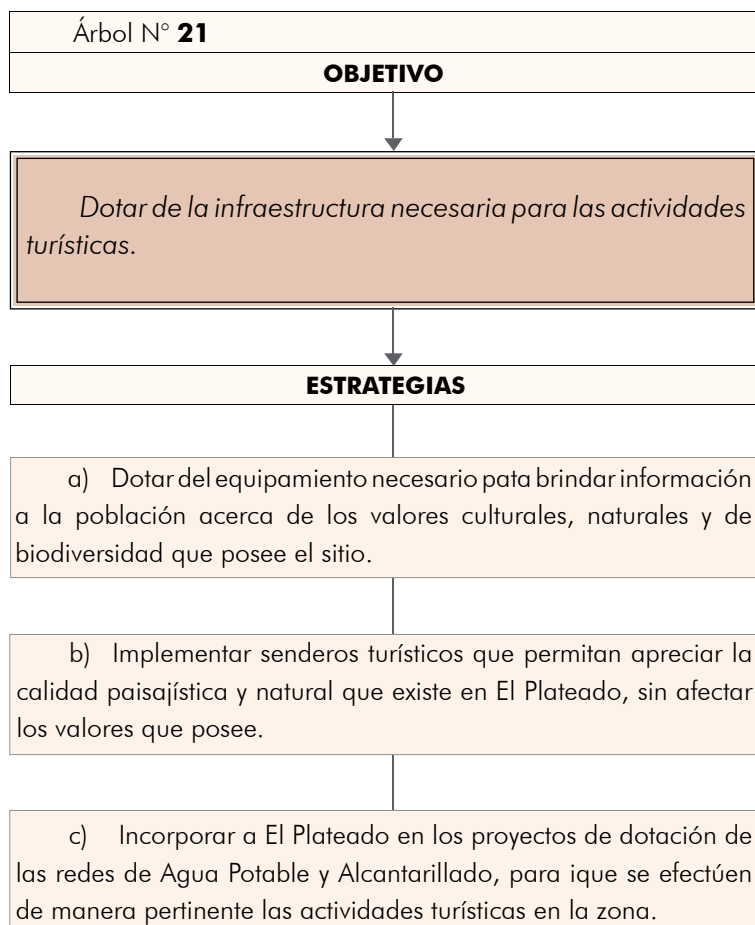 Árbol N° 21
OBJETIVO
Dotar de la infraestructura necesaria para las actividades
turísticas.
ESTRATEGIAS
a) Dotar del equipamiento necesario pata brindar información
a la población acerca de los valores culturales, naturales y de
biodiversidad que posee el sitio.
b) Implementar senderos turísticos que permitan apreciar la
calidad paisajística y natural que existe en El Plateado, sin afectar
los valores que posee.
c) Incorporar a El Plateado en los proyectos de dotación de
las redes de Agua Potable y Alcantarillado, para ique se efectúen
de manera pertinente las actividades turísticas en la zona.